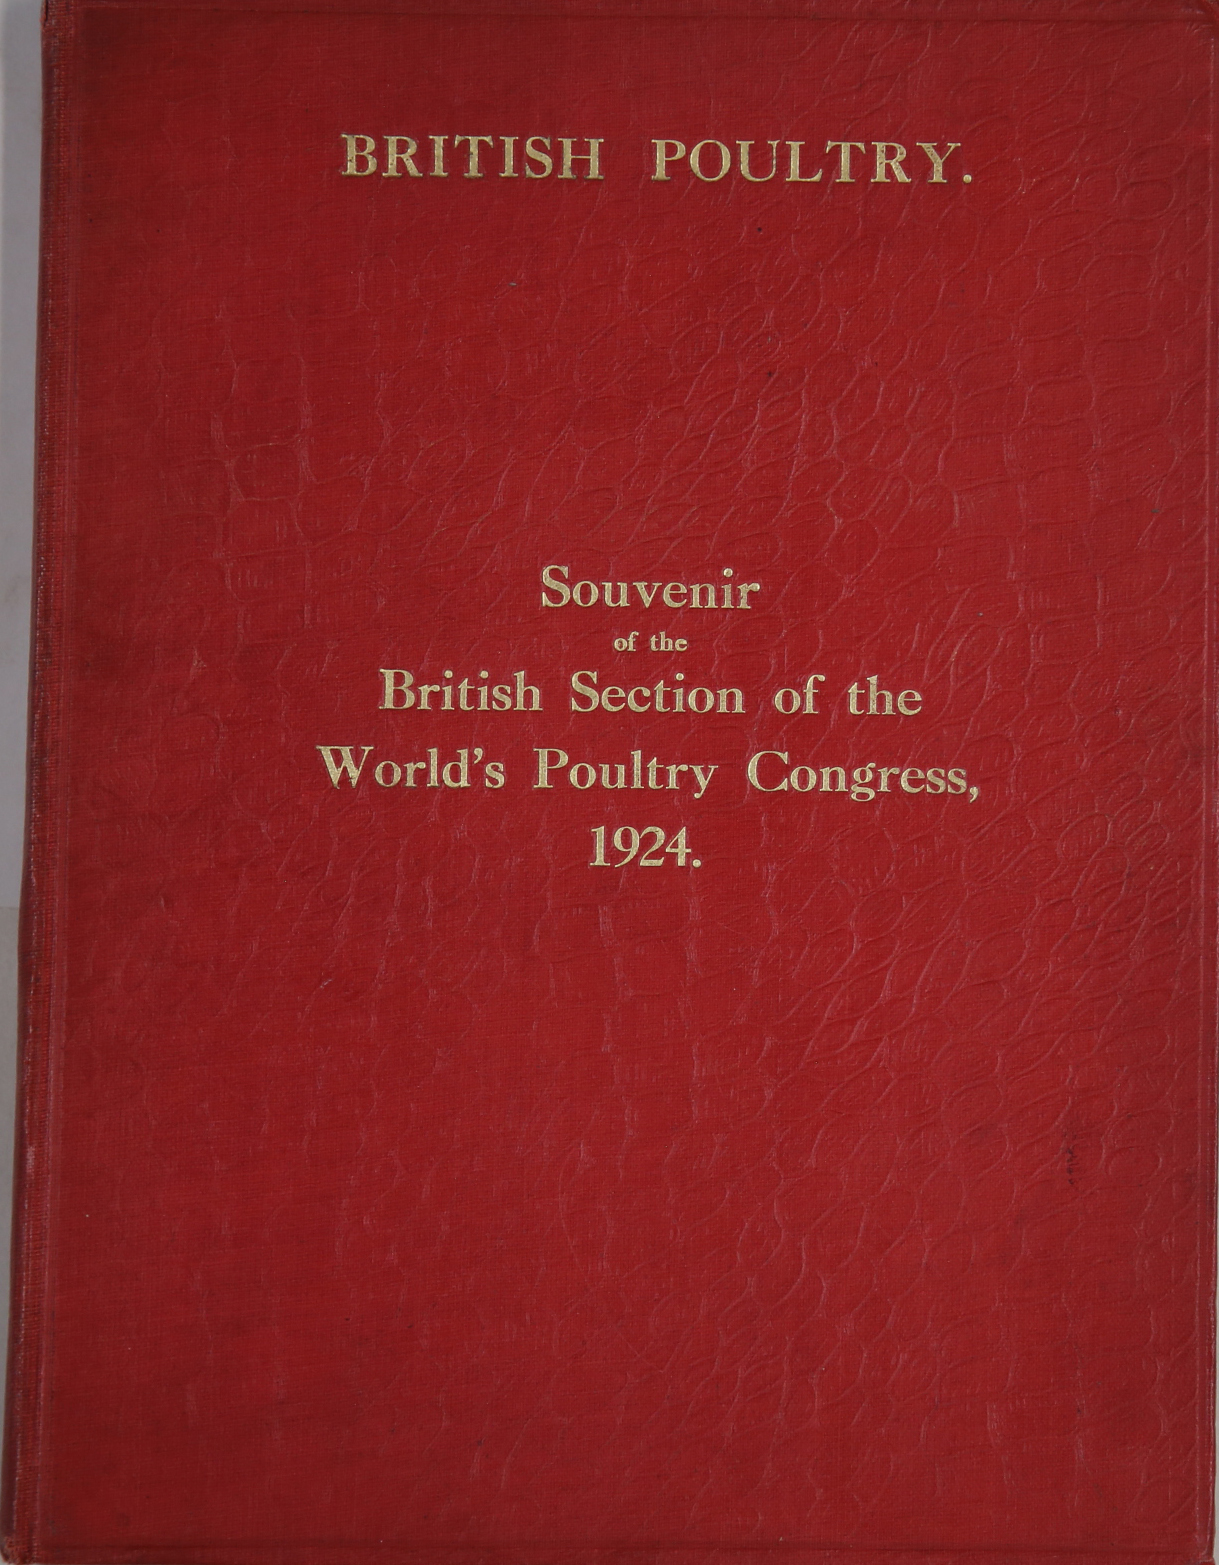 BRITISH POULTRY.
Souvenir
of the
British Section of the
World's Poultry Congress,
1924.